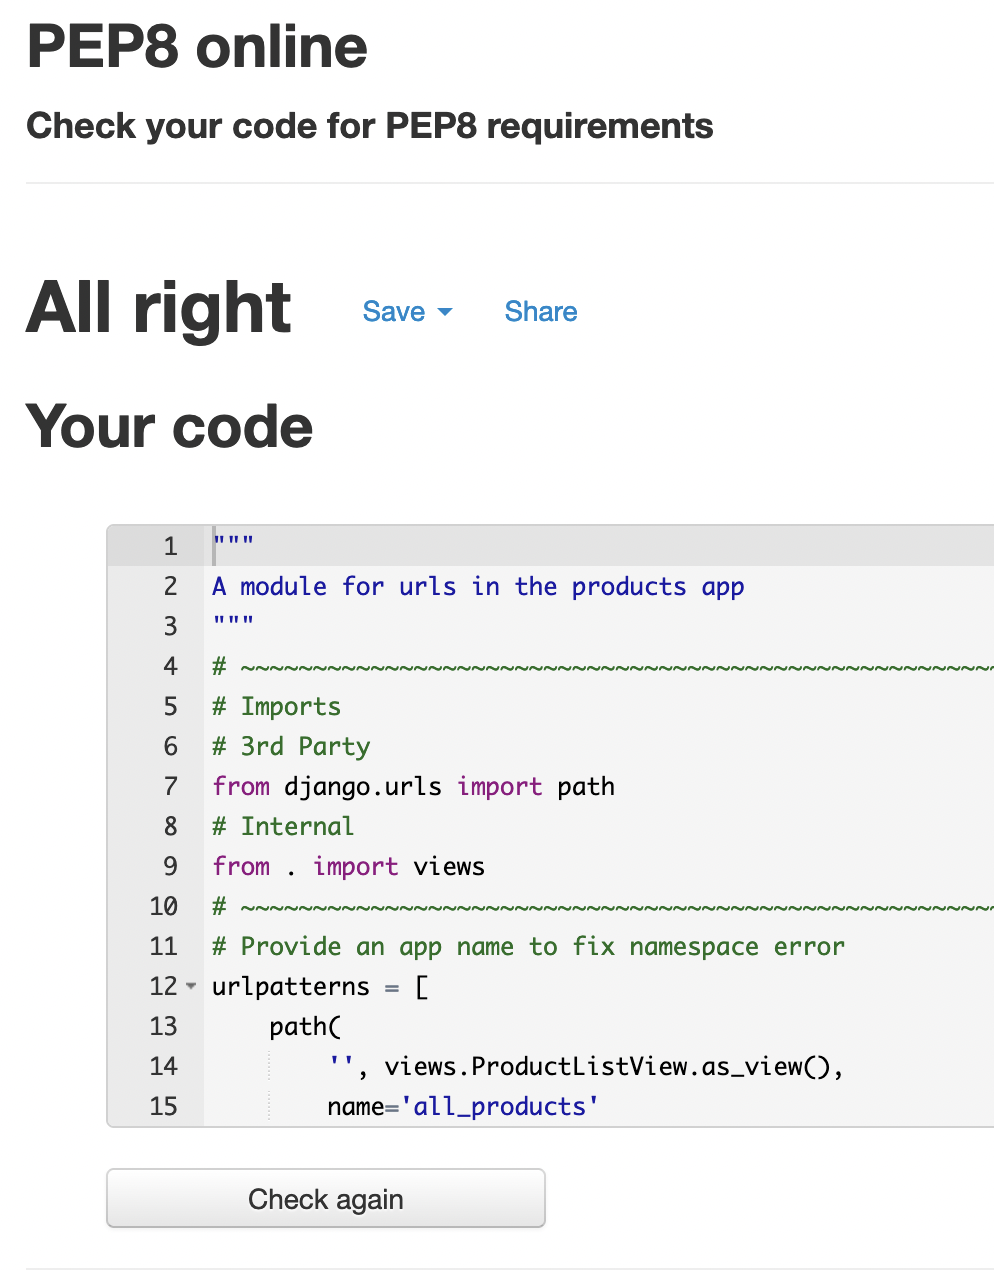 PEP8 online
Check your code for PEP8 requirements
All right Save Share
Your code
1 """
2 A module for urls in the products app
3 """
4 # ~~~~~~~~~~~~~~~~~~~~~~~~~~~~~~~~~~~~~~~~~~~~~~~~~~~~~
5 # Imports
6 # 3rd Party
7 from django.urls import path
8 # Internal
9 from . import views
10 # ~~~~~~~~~~~~~~~~~~~~~~~~~~~~~~~~~~~~~~~~~~~~~~~~~~~~~
11 # Provide an app name to fix namespace error
12 urlpatterns = [
13     path(
14         '', views.ProductListView.as_view(),
15         name='all_products'
Check again